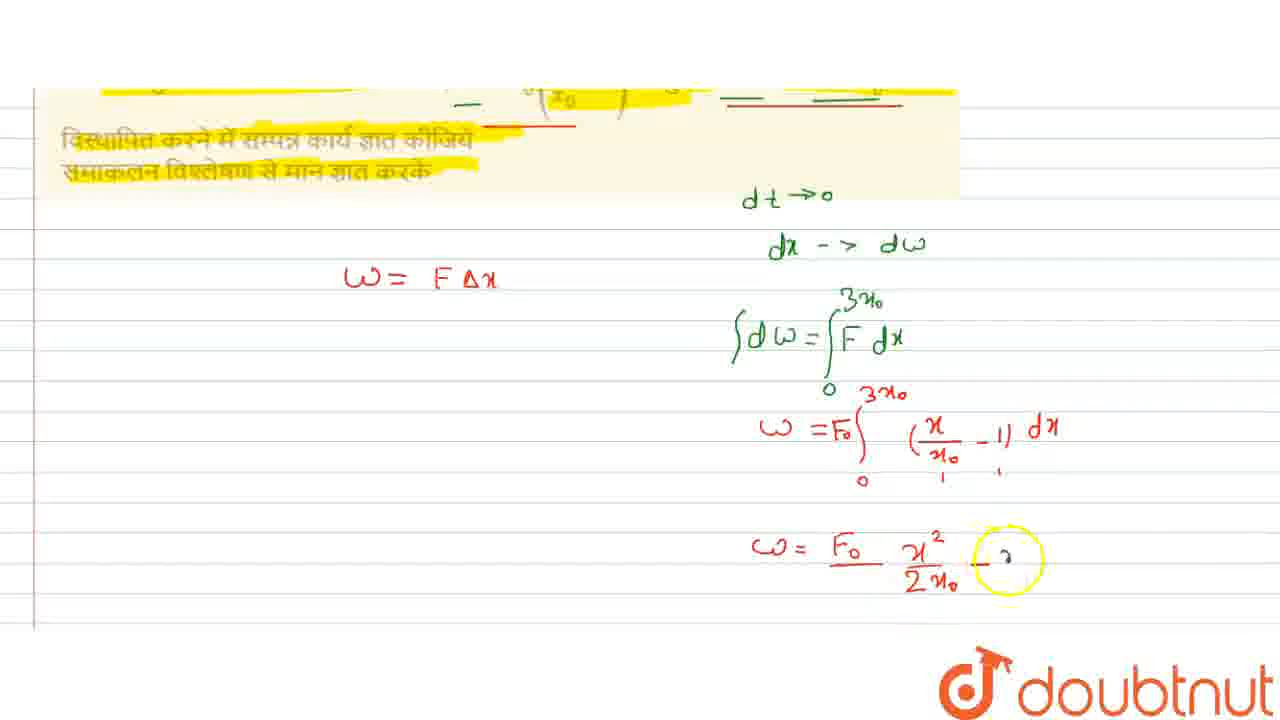 x₀
विस्थापित करने में सम्पन्न कार्य ज्ञात कीजिये
समाकलन विश्लेषण से मान ज्ञात करके
dt → 0
dx -> dω
ω = F Δx
∫dω = ∫₀^{3x₀} F dx
ω = F₀ ∫₀^{3x₀} (x/x₀ - 1) dx
ω = F₀ x²/2x₀ -
doubtnut